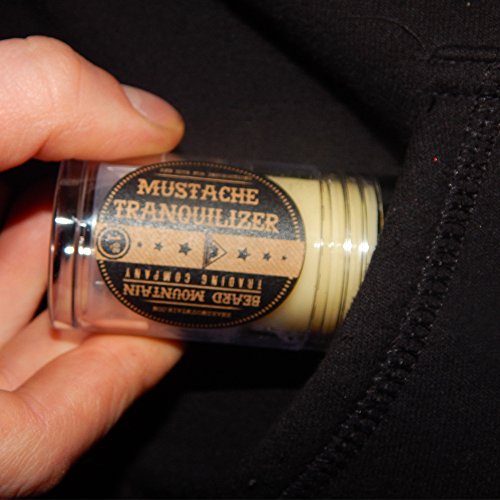 MUSTACHE
TRANQUILIZER
BEARD MOUNTAIN
TRADING COMPANY